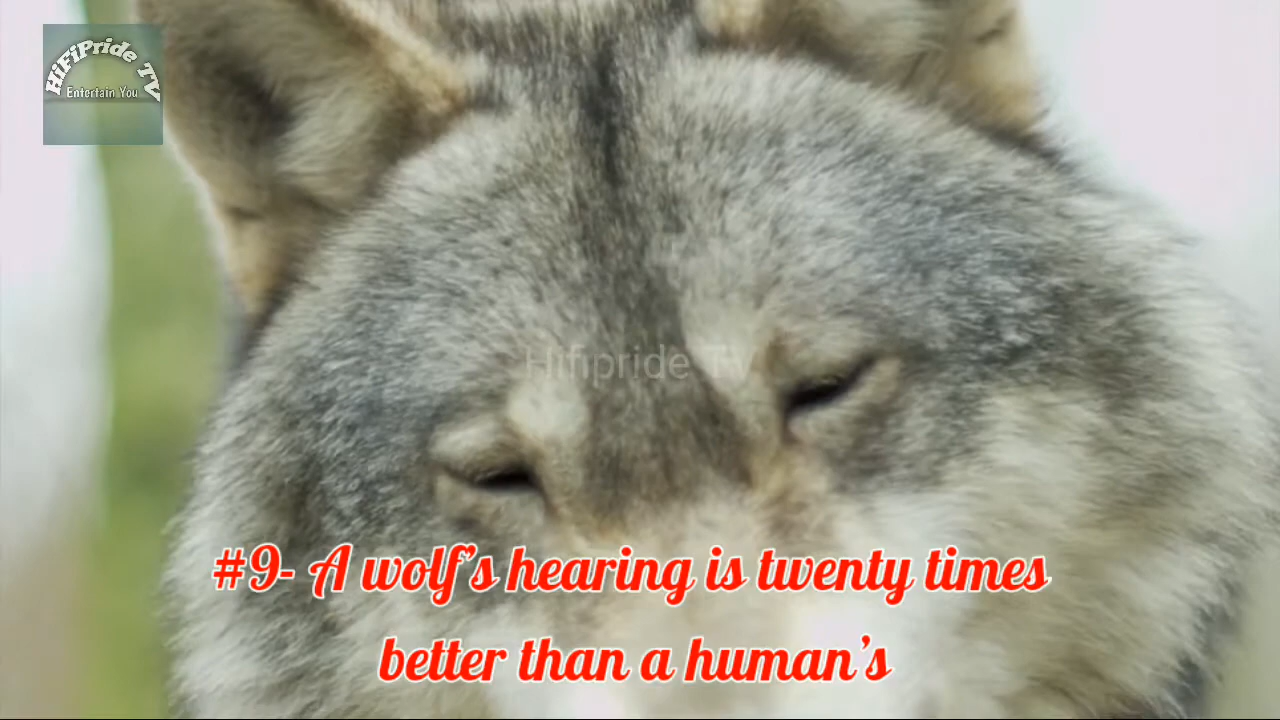 HiFiPride TV
Entertain You
Hifipride Tv
#9- A wolf's hearing is twenty times
better than a human's